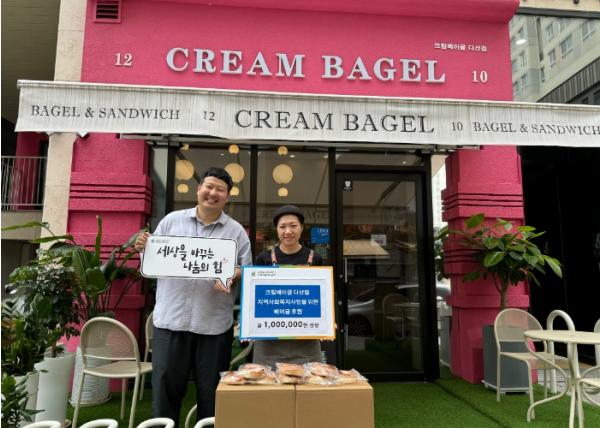 크림베이글 다산점
12 CREAM BAGEL 10
BAGEL & SANDWICH 12 CREAM BAGEL 10 BAGEL & SANDWICH
세상을 바꾸는
나눔의 힘
크림베이글 다산점
지역사회복지사업을 위한
베이글 후원
금 1,000,000원 상당